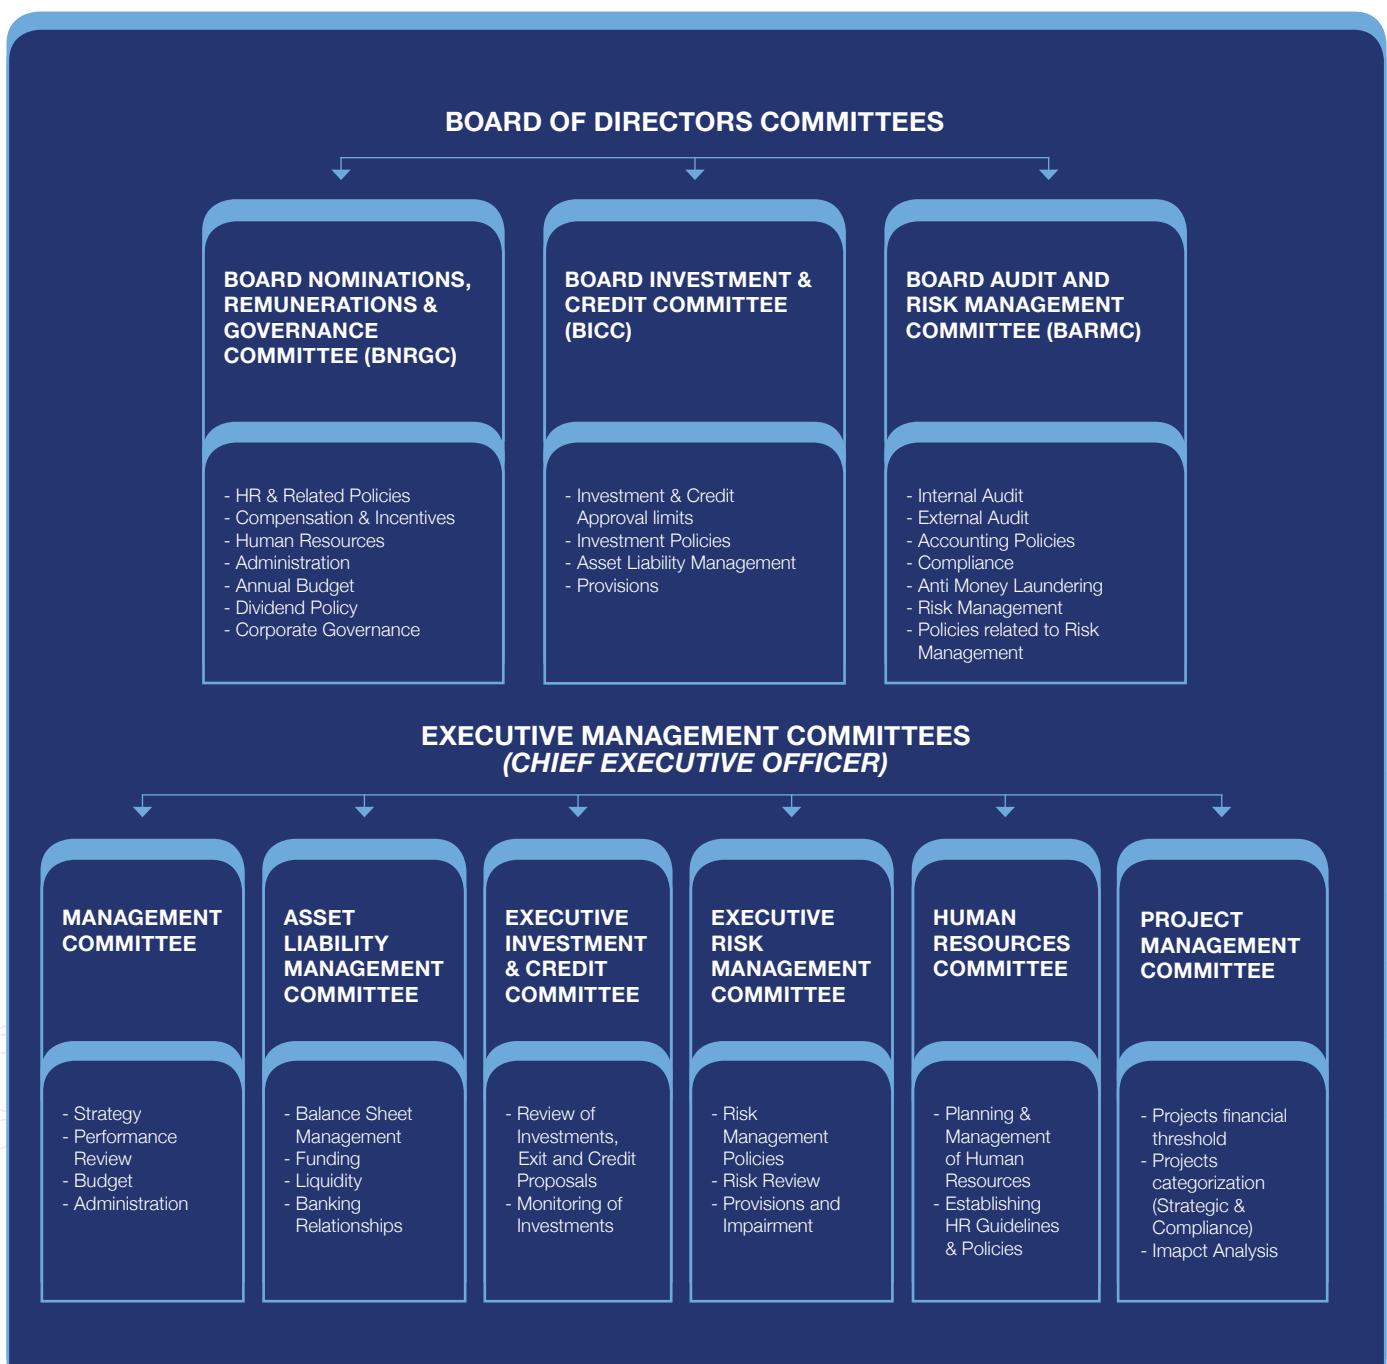 BOARD OF DIRECTORS COMMITTEES
BOARD NOMINATIONS,
REMUNERATIONS &
GOVERNANCE
COMMITTEE (BNRGC)
- HR & Related Policies
- Compensation & Incentives
- Human Resources
- Administration
- Annual Budget
- Dividend Policy
- Corporate Governance
BOARD INVESTMENT &
CREDIT COMMITTEE
(BICC)
- Investment & Credit
Approval limits
- Investment Policies
- Asset Liability Management
- Provisions
BOARD AUDIT AND
RISK MANAGEMENT
COMMITTEE (BARMC)
- Internal Audit
- External Audit
- Accounting Policies
- Compliance
- Anti Money Laundering
- Risk Management
- Policies related to Risk
Management
EXECUTIVE MANAGEMENT COMMITTEES
(CHIEF EXECUTIVE OFFICER)
MANAGEMENT
COMMITTEE
- Strategy
- Performance
Review
- Budget
- Administration
ASSET
LIABILITY
MANAGEMENT
COMMITTEE
- Balance Sheet
Management
- Funding
- Liquidity
- Banking
Relationships
EXECUTIVE
INVESTMENT
& CREDIT
COMMITTEE
- Review of
Investments,
Exit and Credit
Proposals
- Monitoring of
Investments
EXECUTIVE
RISK
MANAGEMENT
COMMITTEE
- Risk
Management
Policies
- Risk Review
- Provisions and
Impairment
HUMAN
RESOURCES
COMMITTEE
- Planning &
Management
of Human
Resources
- Establishing
HR Guidelines
& Policies
PROJECT
MANAGEMENT
COMMITTEE
- Projects financial
threshold
- Projects
categorization
(Strategic &
Compliance)
- Imapct Analysis